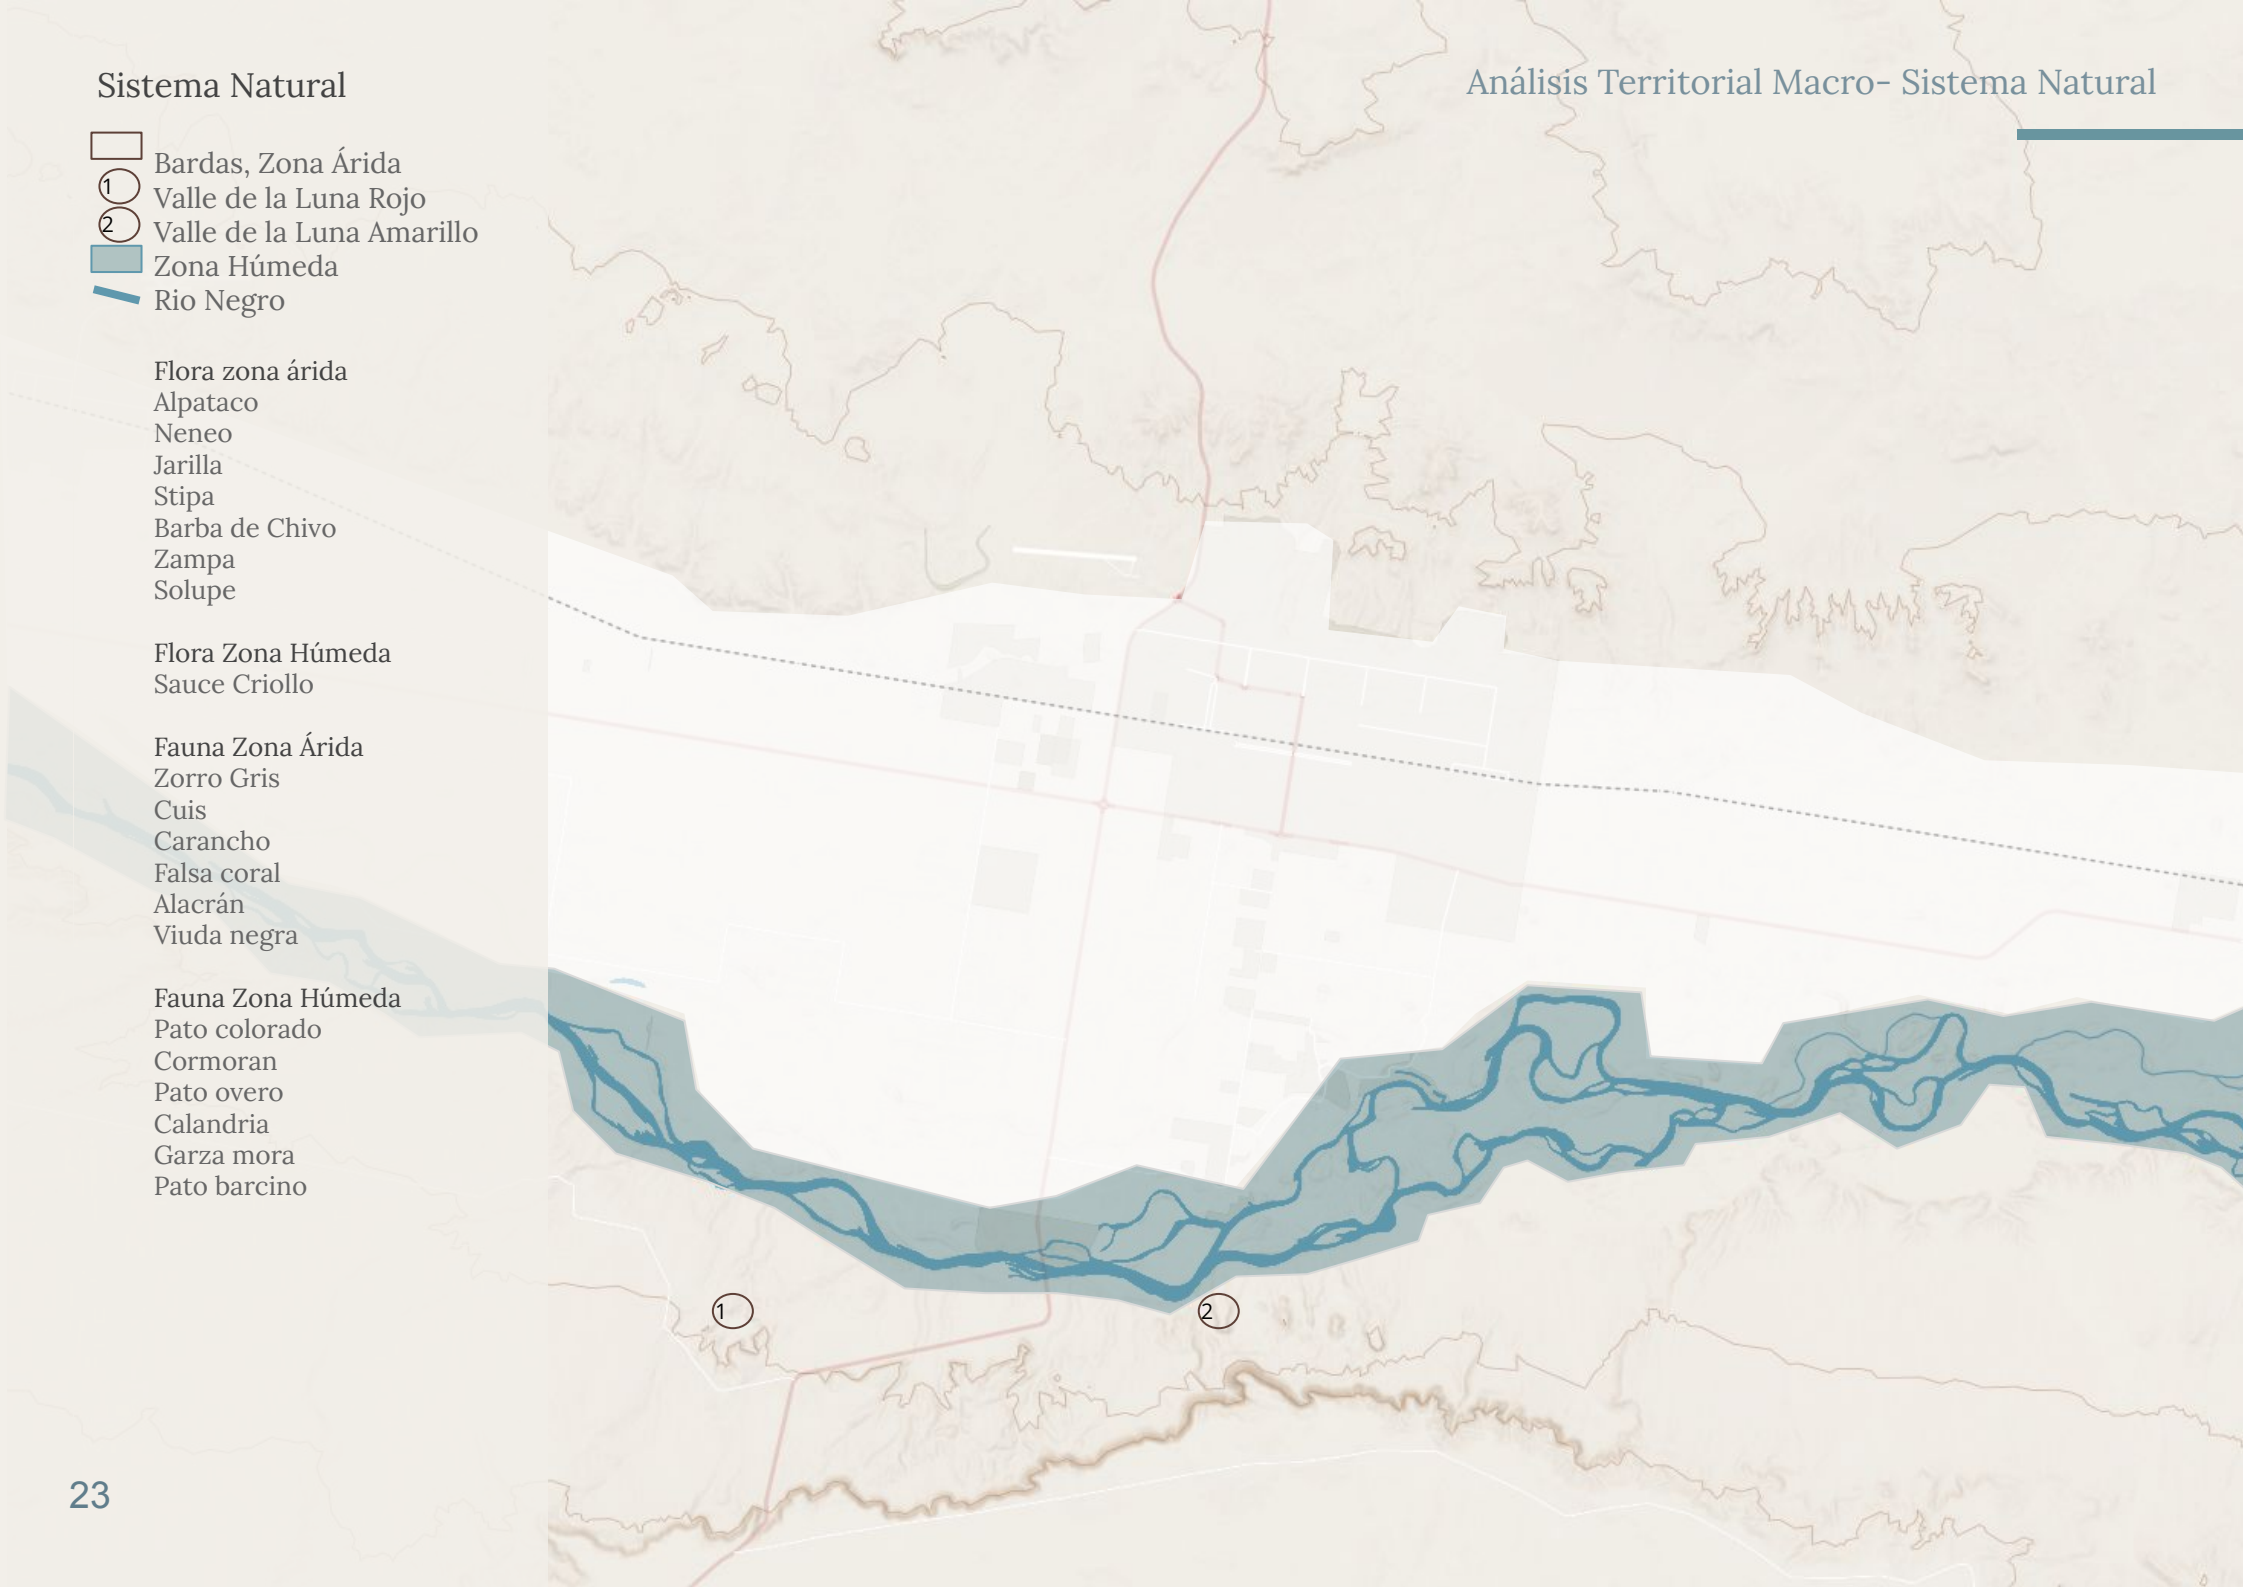 Sistema Natural
Análisis Territorial Macro- Sistema Natural
Bardas, Zona Árida
1 Valle de la Luna Rojo
2 Valle de la Luna Amarillo
Zona Húmeda
Rio Negro
Flora zona árida
Alpataco
Neneo
Jarilla
Stipa
Barba de Chivo
Zampa
Solupe
Flora Zona Húmeda
Sauce Criollo
Fauna Zona Árida
Zorro Gris
Cuis
Carancho
Falsa coral
Alacrán
Viuda negra
Fauna Zona Húmeda
Pato colorado
Cormoran
Pato overo
Calandria
Garza mora
Pato barcino
1
2
23